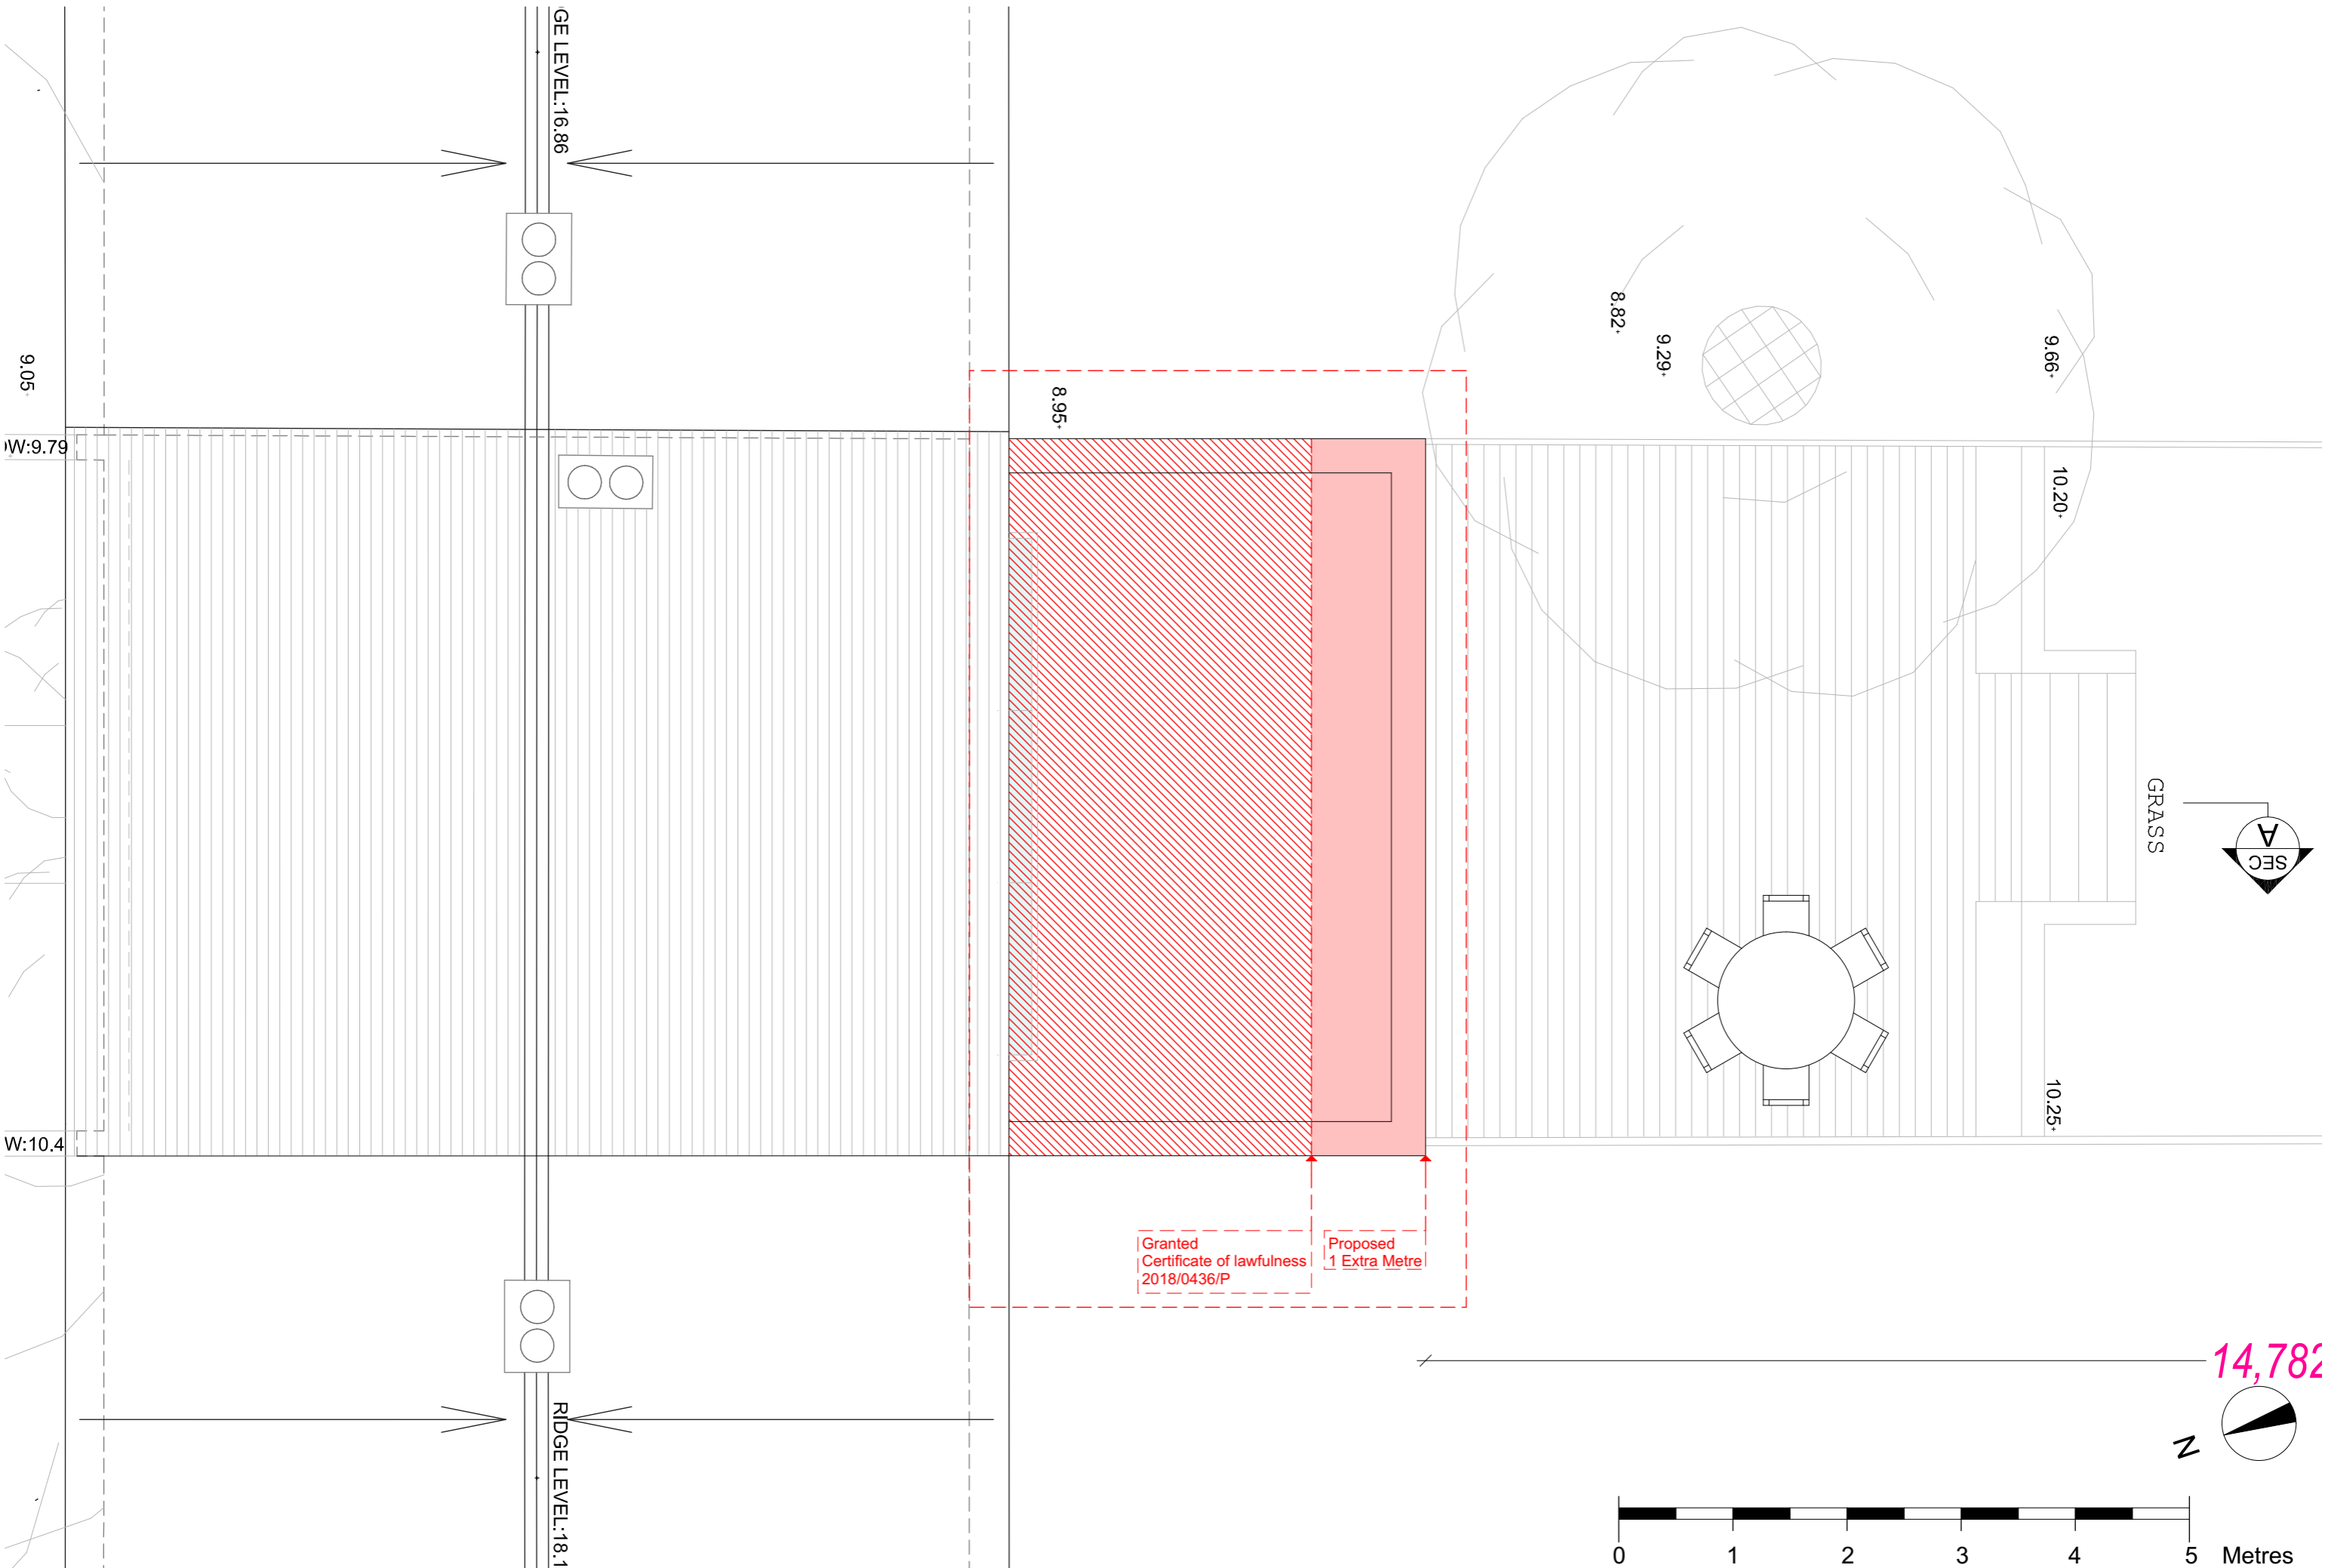 GE LEVEL:16.86
8.82
9.29
9.66
9.05
8.95
W:9.79
10.20
GRASS
A
SEC
10.25
W:10.4
Granted
Certificate of lawfulness
2018/0436/P
Proposed
1 Extra Metre
14,782
N
RIDGE LEVEL:18.1
0 1 2 3 4 5 Metres